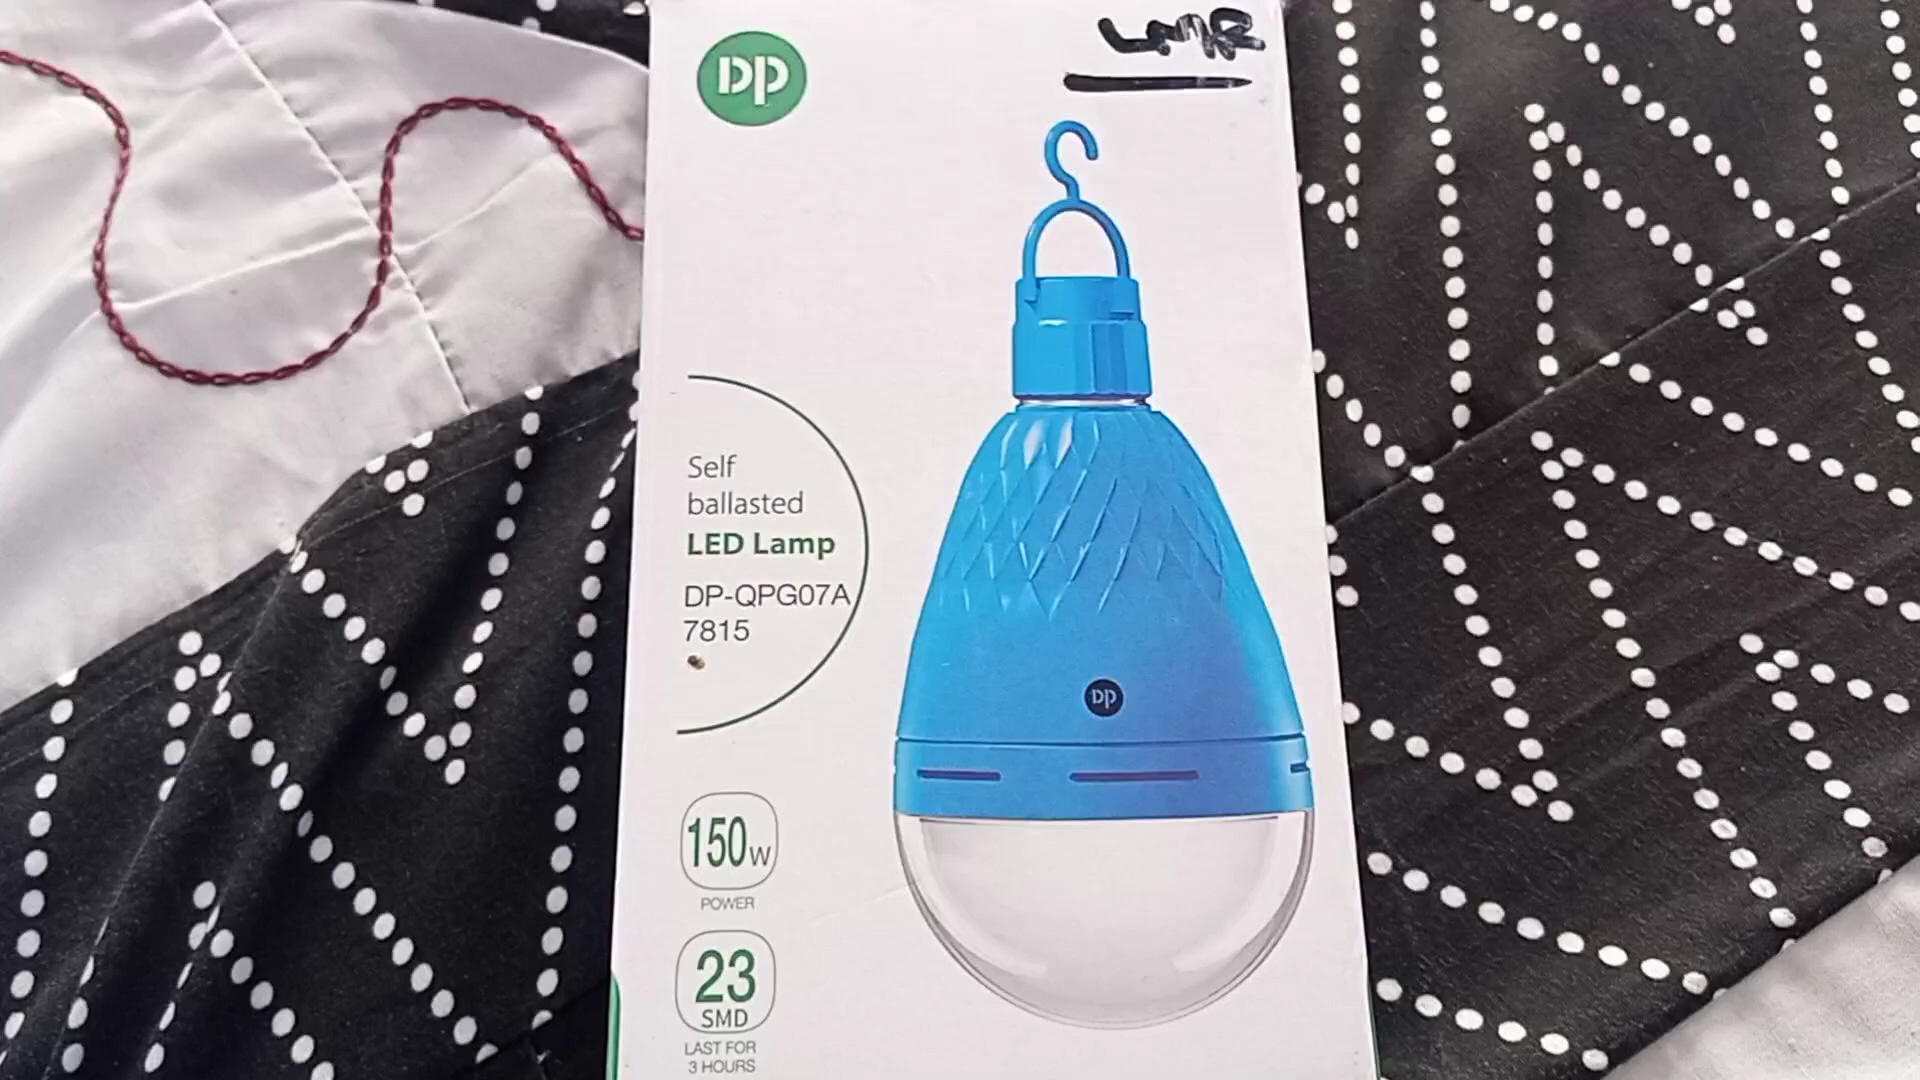 DP
Self
ballasted
LED Lamp
DP-QPG07A
7815
DP
150W
POWER
23
SMD
LAST FOR
3 HOURS